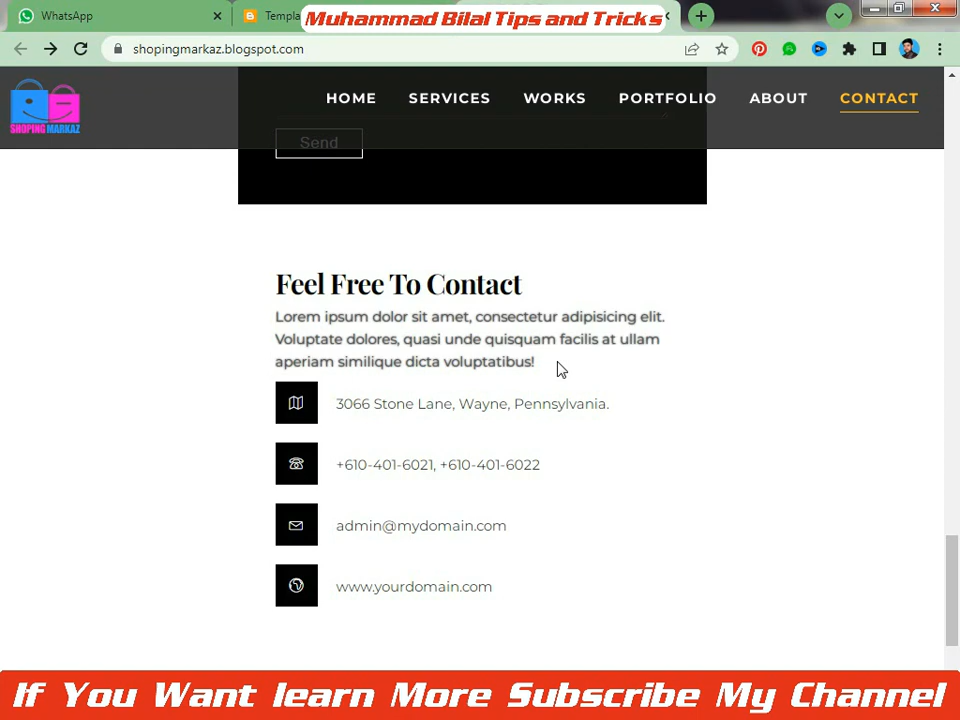 WhatsApp
Templa
Muhammad Bilal Tips and Tricks
shopingmarkaz.blogspot.com
SHOPING MARKAZ
HOME SERVICES WORKS PORTFOLIO ABOUT CONTACT
Send
Feel Free To Contact
Lorem ipsum dolor sit amet, consectetur adipisicing elit.
Voluptate dolores, quasi unde quisquam facilis at ullam
aperiam similique dicta voluptatibus!
3066 Stone Lane, Wayne, Pennsylvania.
+610-401-6021, +610-401-6022
admin@mydomain.com
www.yourdomain.com
If You Want learn More Subscribe My Channel